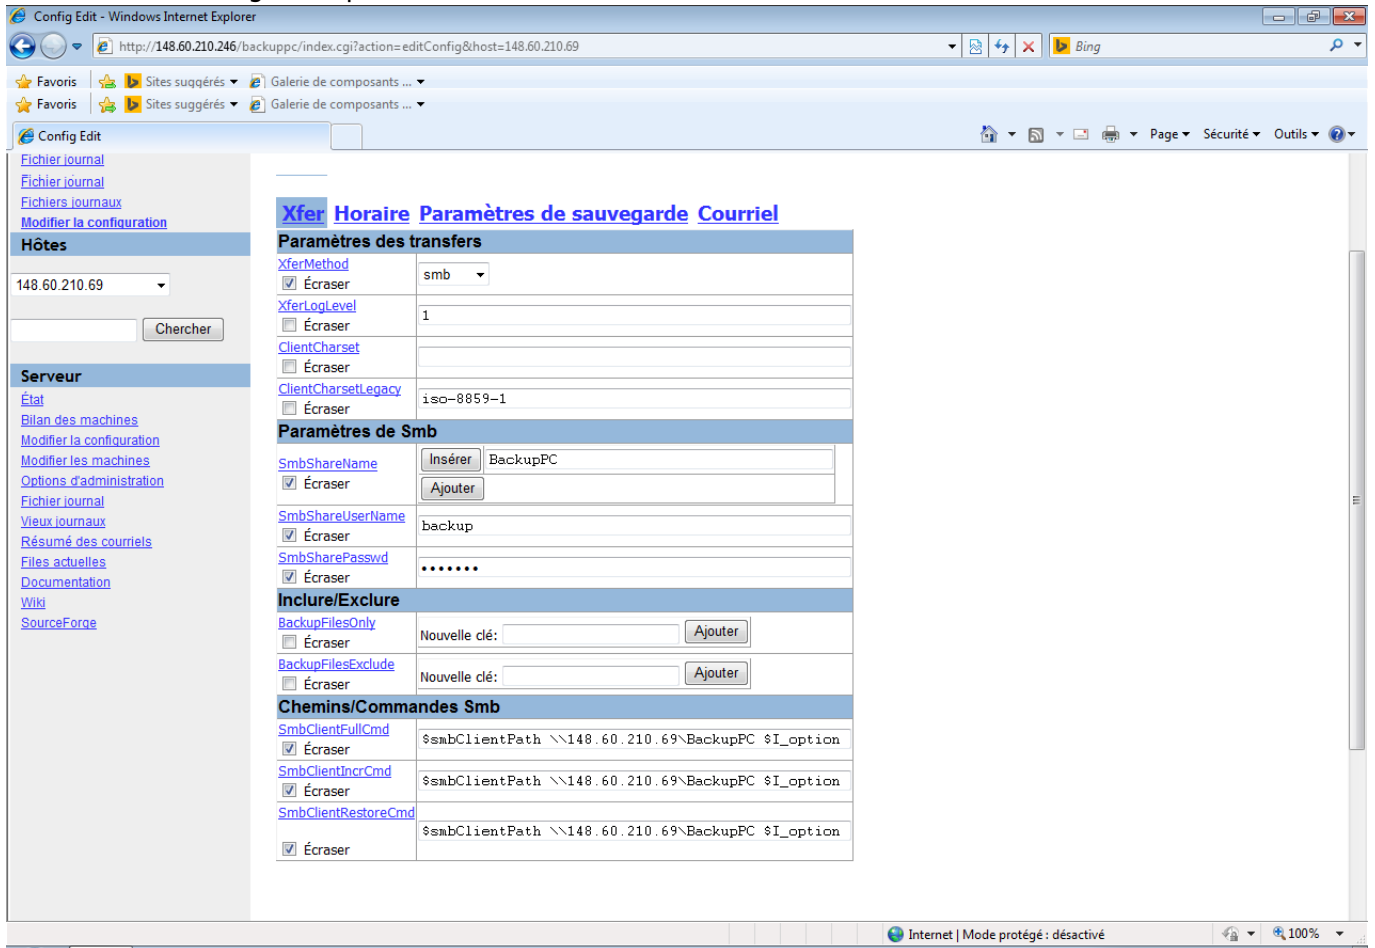 Config Edit - Windows Internet Explorer
http://148.60.210.246/backuppc/index.cgi?action=editConfig&host=148.60.210.69
Bing
Favoris Sites suggérés Galerie de composants ...
Favoris Sites suggérés Galerie de composants ...
Config Edit
Page Sécurité Outils
Fichier journal
Fichier journal
Fichiers journaux
Modifier la configuration
Hôtes
148.60.210.69
Chercher
Serveur
État
Bilan des machines
Modifier la configuration
Modifier les machines
Options d'administration
Fichier journal
Vieux journaux
Résumé des courriels
Files actuelles
Documentation
Wiki
SourceForge
Xfer Horaire Paramètres de sauvegarde Courriel
Paramètres des transfers
XferMethod
Écraser
smb
XferLogLevel
Écraser
1
ClientCharset
Écraser
ClientCharsetLegacy
Écraser
iso-8859-1
Paramètres de Smb
SmbShareName
Écraser
Insérer BackupPC
Ajouter
SmbShareUserName
Écraser
backup
SmbSharePasswd
Écraser
•••••••
Inclure/Exclure
BackupFilesOnly
Écraser
Nouvelle clé: Ajouter
BackupFilesExclude
Écraser
Nouvelle clé: Ajouter
Chemins/Commandes Smb
SmbClientFullCmd
Écraser
$smbClientPath \\148.60.210.69\BackupPC $I_option
SmbClientIncrCmd
Écraser
$smbClientPath \\148.60.210.69\BackupPC $I_option
SmbClientRestoreCmd
Écraser
$smbClientPath \\148.60.210.69\BackupPC $I_option
Internet | Mode protégé : désactivé
100%